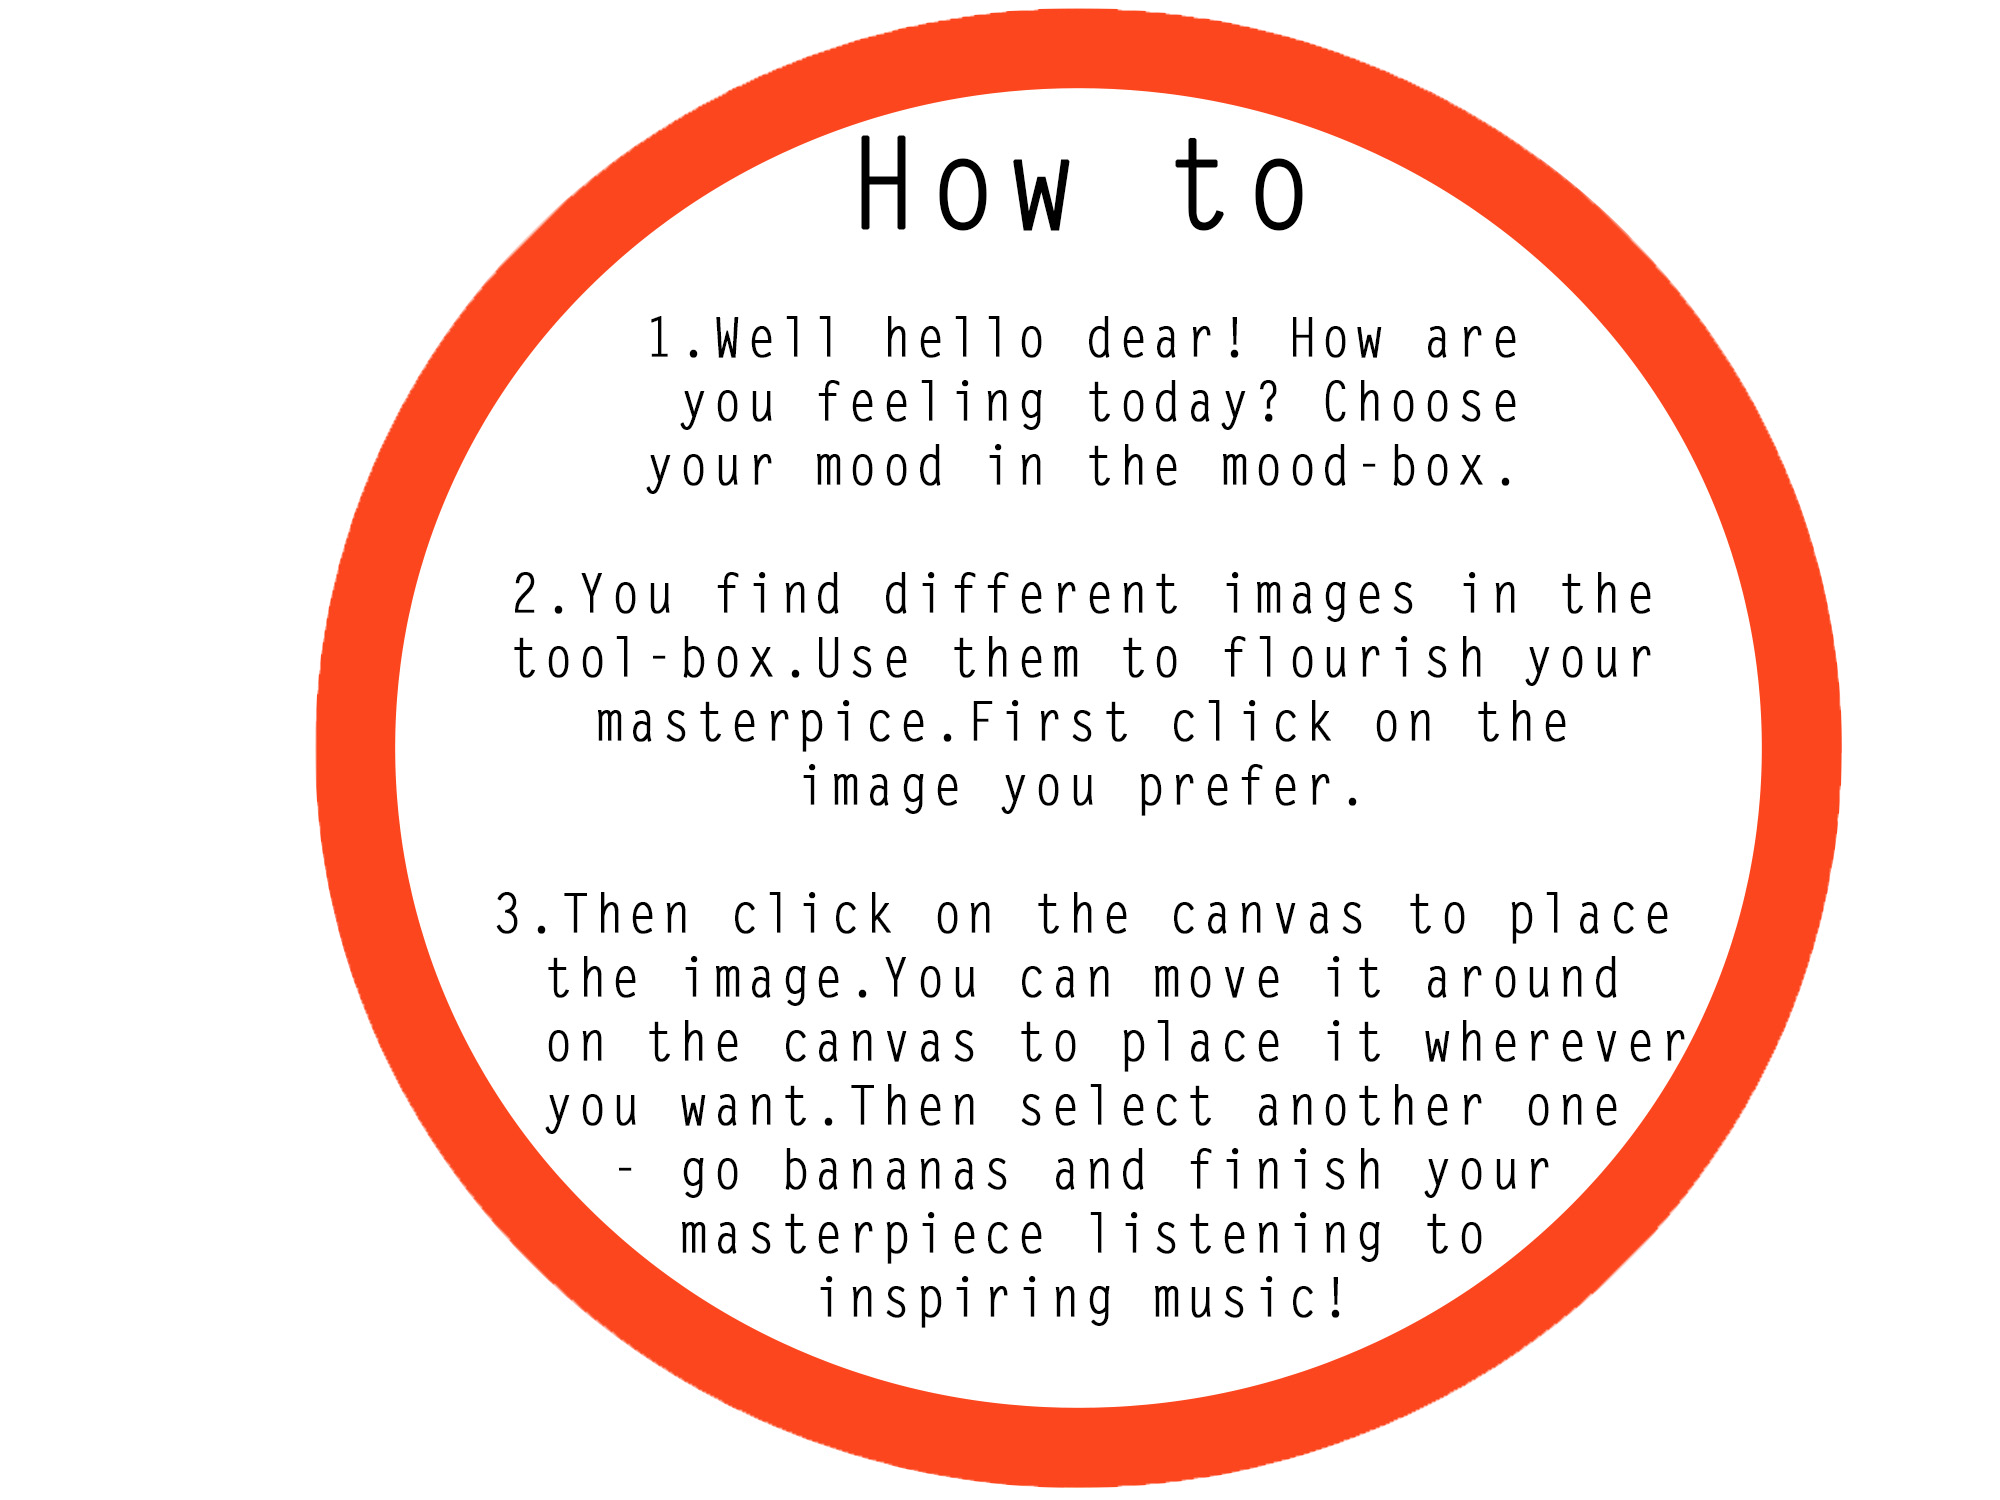 How to
1.Well hello dear! How are
you feeling today? Choose
your mood in the mood-box.
2.You find different images in the
tool-box.Use them to flourish your
masterpice.First click on the
image you prefer.
3.Then click on the canvas to place
the image.You can move it around
on the canvas to place it wherever
you want.Then select another one
- go bananas and finish your
masterpiece listening to
inspiring music!